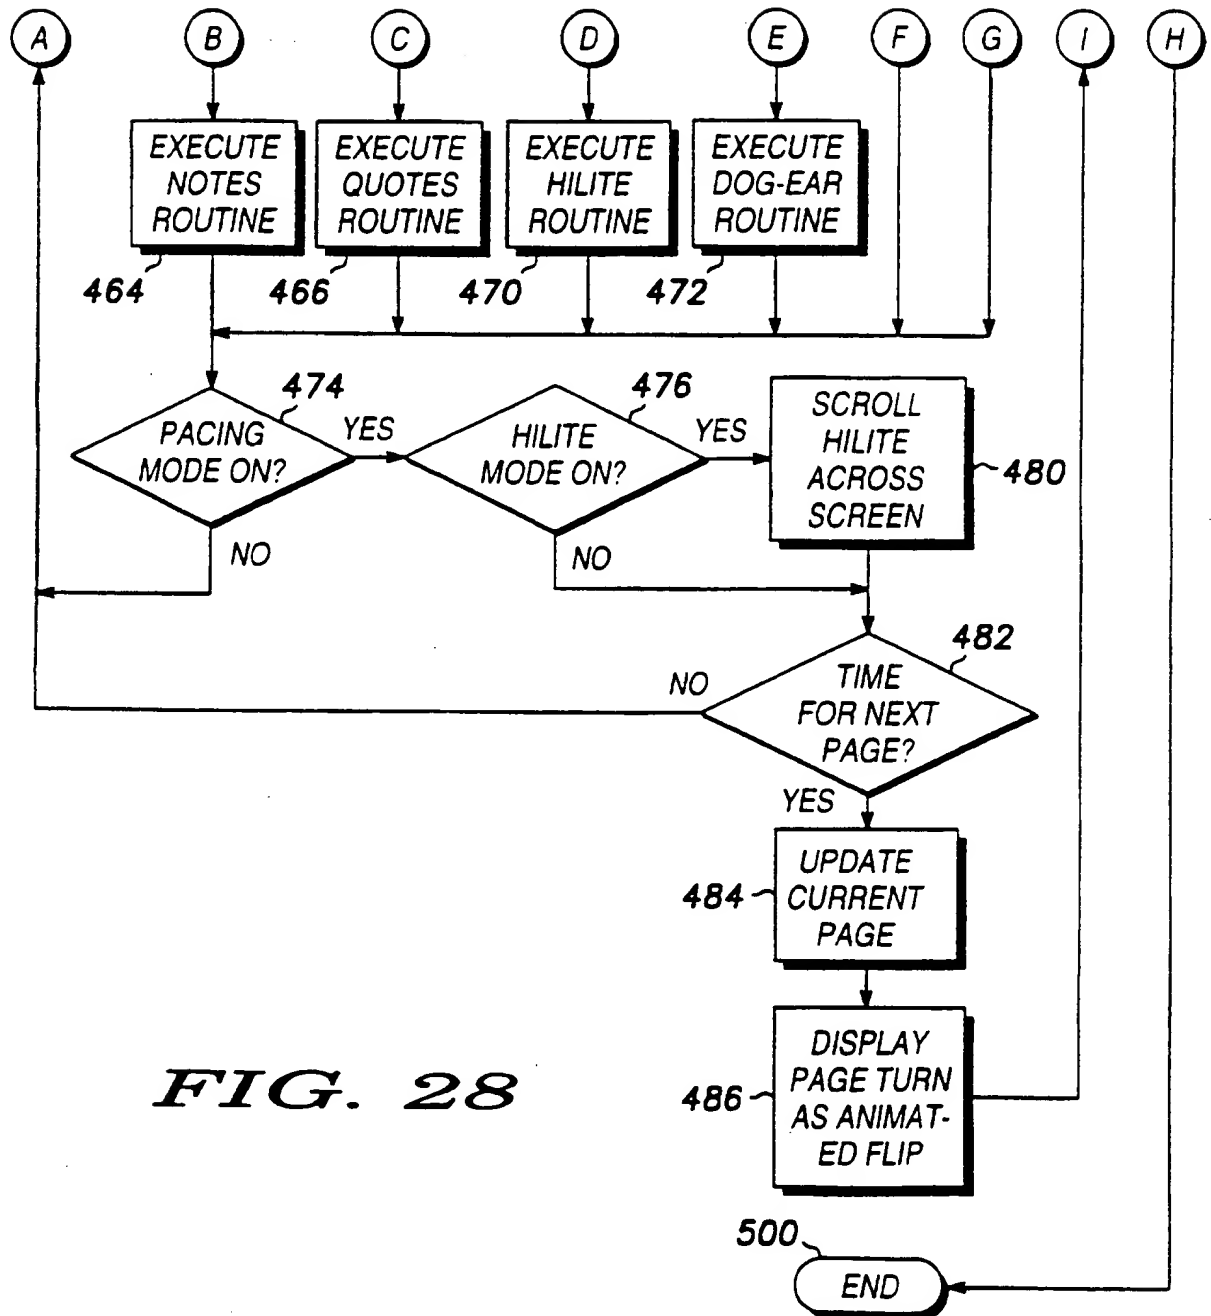 A B C D E F G I H
EXECUTE
NOTES
ROUTINE
464
EXECUTE
QUOTES
ROUTINE
466
EXECUTE
HILITE
ROUTINE
470
EXECUTE
DOG-EAR
ROUTINE
472
PACING
MODE ON?
474
YES
NO
HILITE
MODE ON?
476
YES
NO
SCROLL
HILITE
ACROSS
SCREEN
480
TIME
FOR NEXT
PAGE?
482
NO
YES
UPDATE
CURRENT
PAGE
484
DISPLAY
PAGE TURN
AS ANIMAT-
ED FLIP
486
FIG. 28
500
END